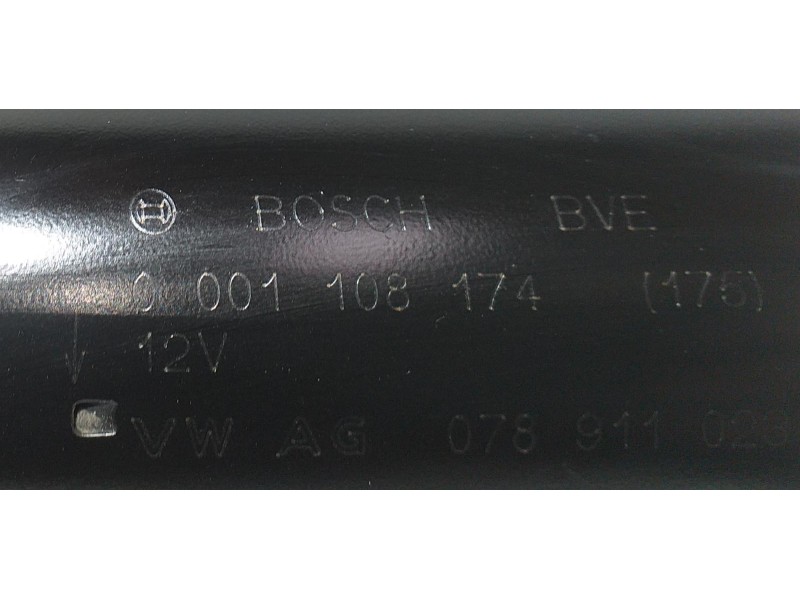 BOSCH BVE
0 001 108 174 (175)
12V
VW AG 078 911 023